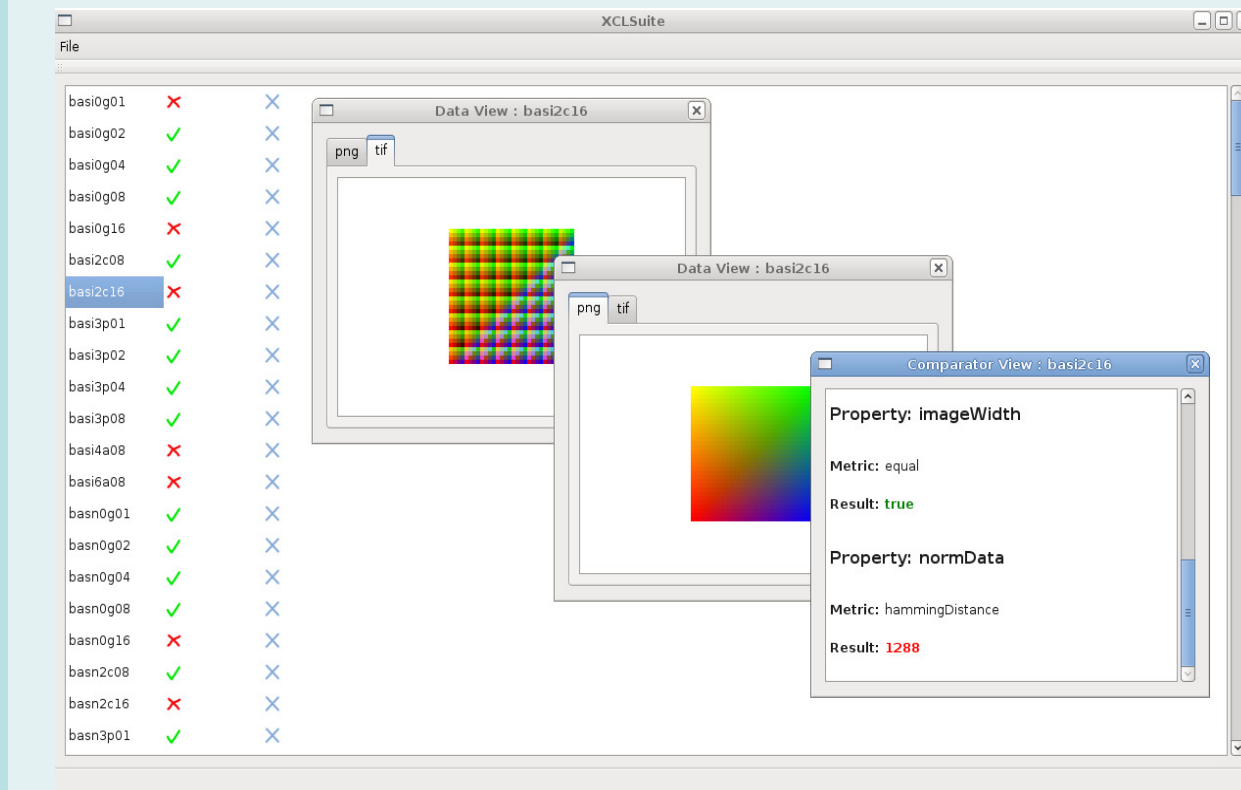 XCLSuite
File
basi0g01
basi0g02
basi0g04
basi0g08
basi0g16
basi2c08
basi2c16
basi3p01
basi3p02
basi3p04
basi3p08
basi4a08
basi6a08
basn0g01
basn0g02
basn0g04
basn0g08
basn0g16
basn2c08
basn2c16
basn3p01
Data View : basi2c16
png tif
Data View : basi2c16
png tif
Comparator View : basi2c16
Property: imageWidth
Metric: equal
Result: true
Property: normData
Metric: hammingDistance
Result: 1288